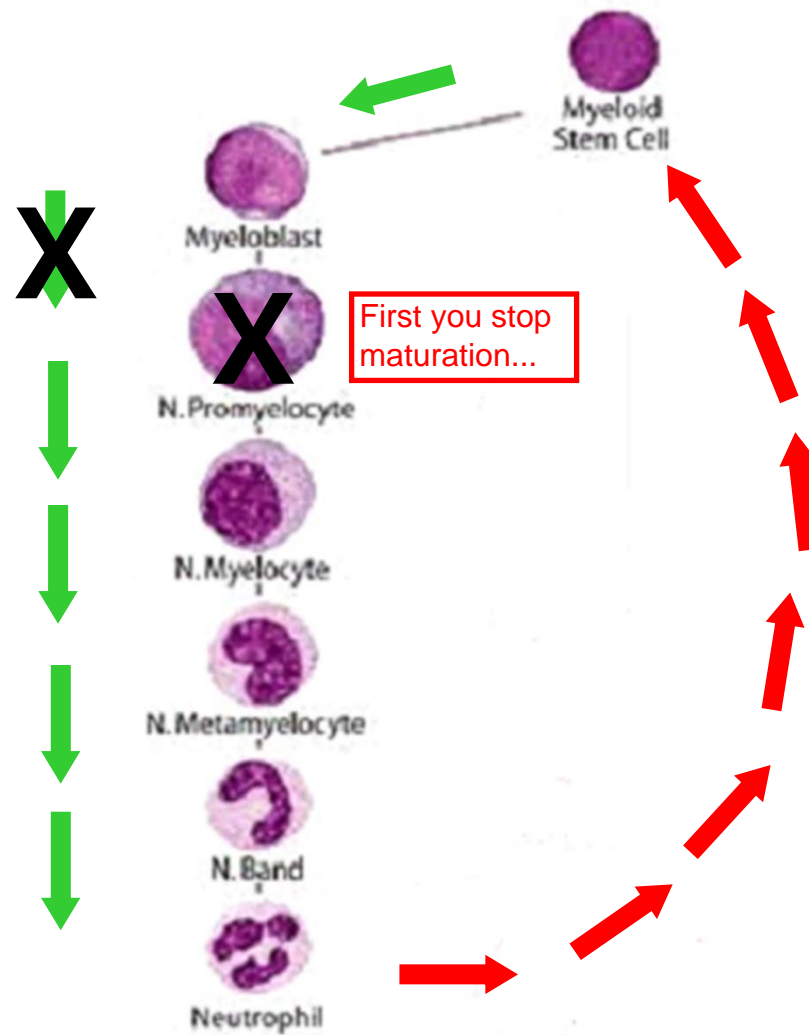 Myeloid
Stem Cell
Myeloblast
X
X
First you stop
maturation...
N.Promyelocyte
N.Myelocyte
N.Metamyelocyte
N.Band
Neutrophil